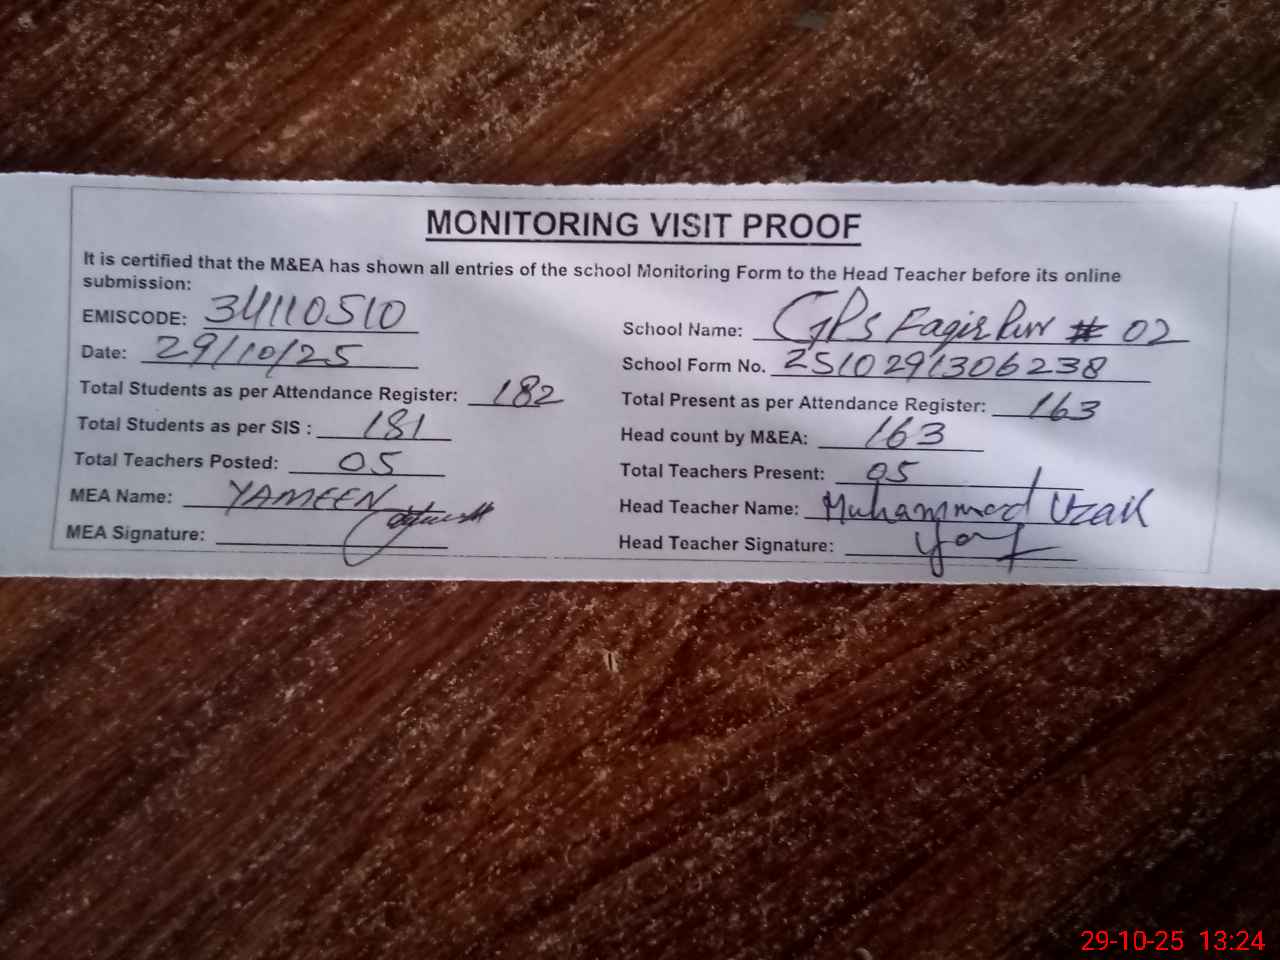 MONITORING VISIT PROOF
It is certified that the M&EA has shown all entries of the school Monitoring Form to the Head Teacher before its online
submission:
EMISCODE: 34110510
School Name: GPS Faqir Pur # 02
Date: 29/10/25
School Form No. 2510291306238
Total Students as per Attendance Register: 182
Total Present as per Attendance Register: 163
Total Students as per SIS : 181
Head count by M&EA: 163
Total Teachers Posted: 05
Total Teachers Present: 05
MEA Name: YAMEEN
Head Teacher Name: Muhammad Uzair
MEA Signature:
Head Teacher Signature:
29-10-25 13:24